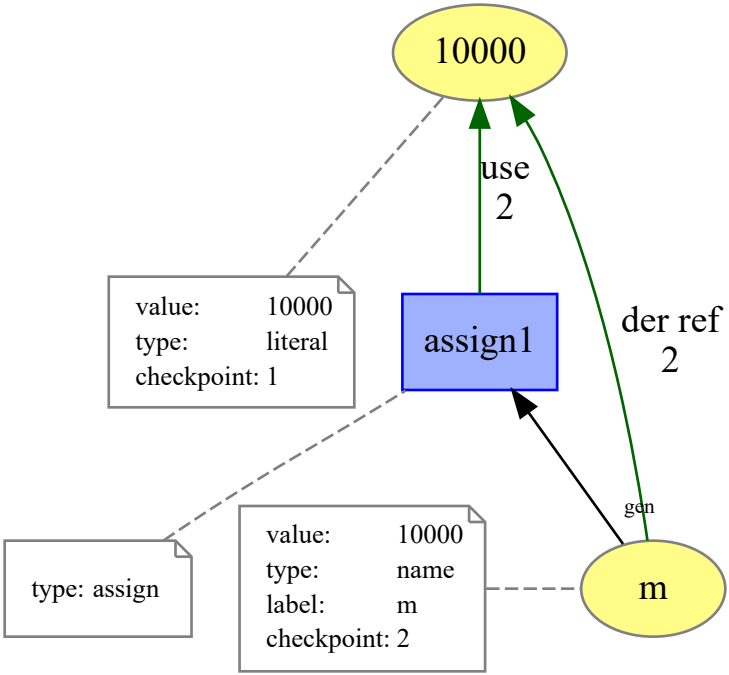 10000
use
2
value: 10000
type: literal
checkpoint: 1
assign1
der ref
2
gen
value: 10000
type: name
label: m
checkpoint: 2
type: assign
m